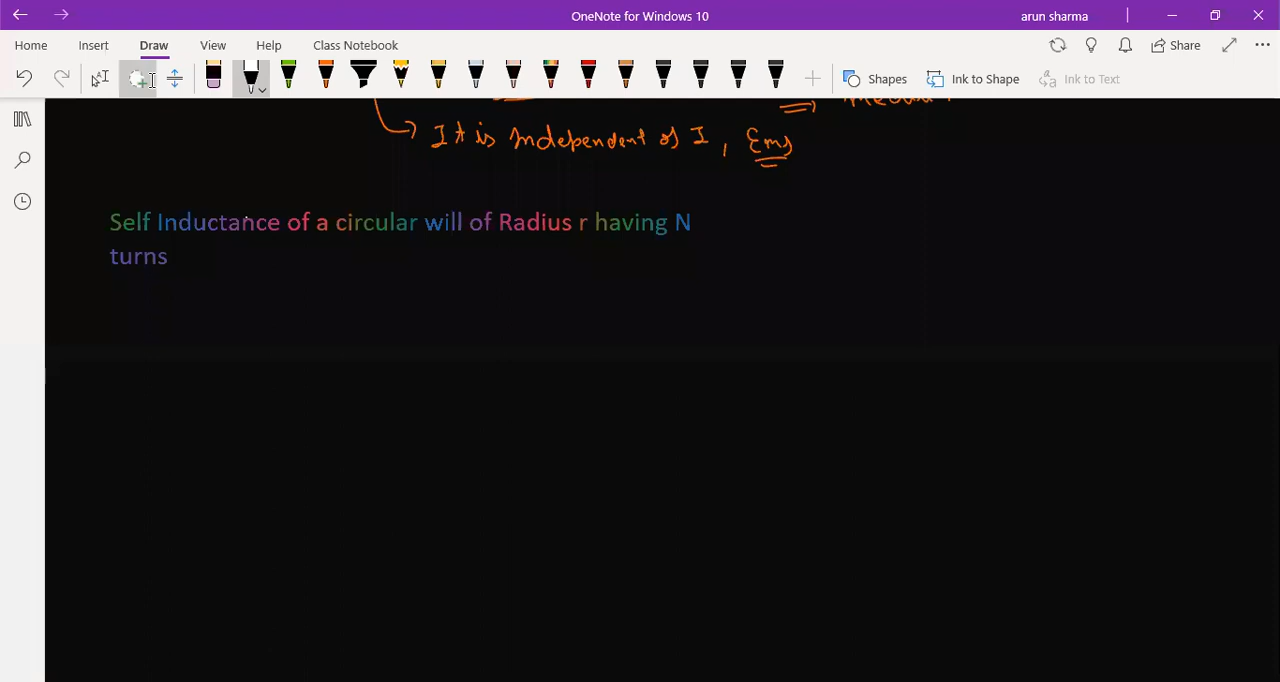 OneNote for Windows 10
arun sharma
Home Insert Draw View Help Class Notebook
Share
Shapes Ink to Shape Ink to Text
It is Independent of I, Emf
Self Inductance of a circular will of Radius r having N
turns